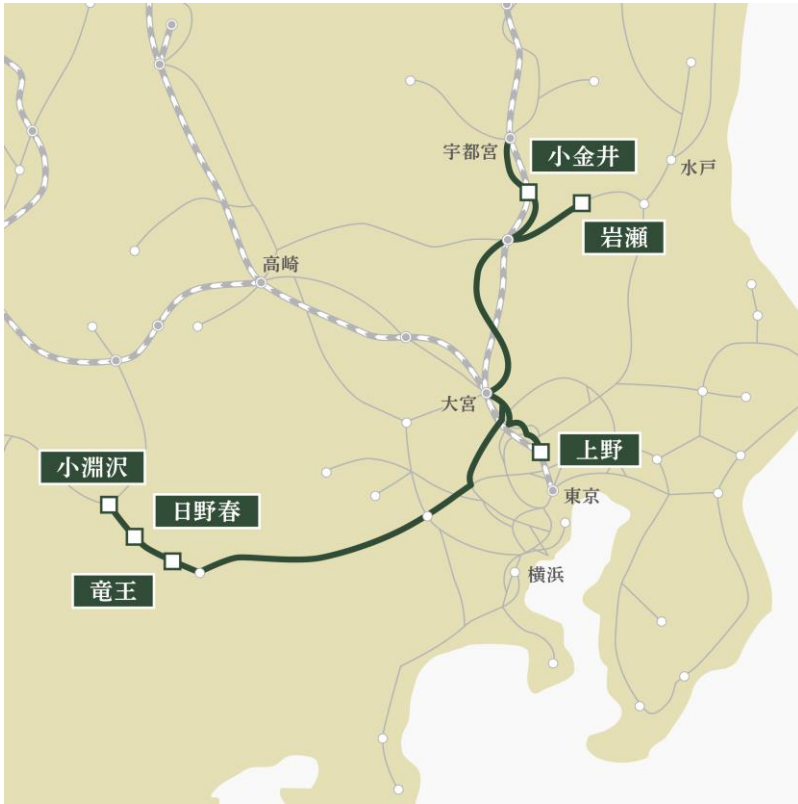 宇都宮
小金井
水戸
岩瀬
高崎
大宮
上野
小淵沢
東京
日野春
竜王
横浜